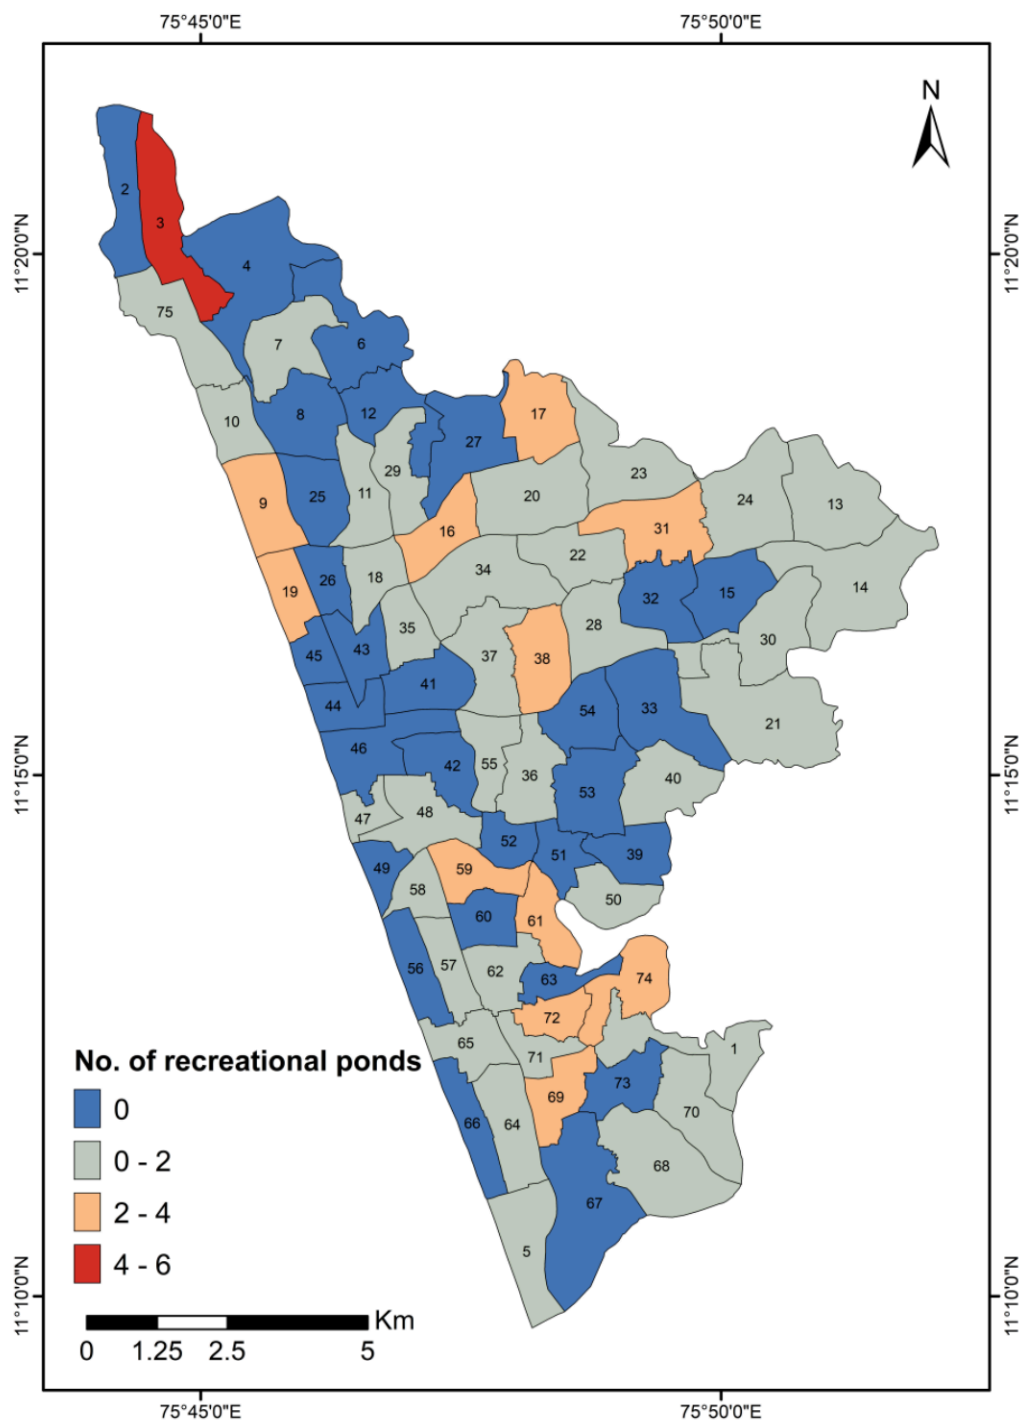 75°45'0"E 75°50'0"E
N
2
3
11°20'0"N 11°20'0"N
4
75
7 6
10 8 12 17
27
29 23
9 25 11 20 24 13
16 31
18 34 22
26 19 32 15 14
35 28 30
45 43 37 38
41
44 54 33 21
46
11°15'0"N 42 55 36 40 11°15'0"N
53
47 48
52 51 39
49 59
58 50
60 61
56 57 62 63 74
72
65 71 1
No. of recreational ponds
0
0 - 2
2 - 4
4 - 6
73
69
66 64 70
68
67
5
11°10'0"N 11°10'0"N
Km
0 1.25 2.5 5
75°45'0"E 75°50'0"E